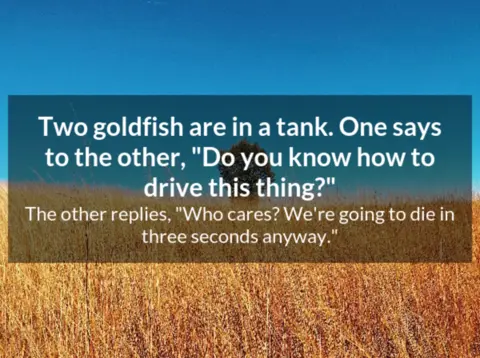 Two goldfish are in a tank. One says
to the other, "Do you know how to
drive this thing?"
The other replies, "Who cares? We're going to die in
three seconds anyway."